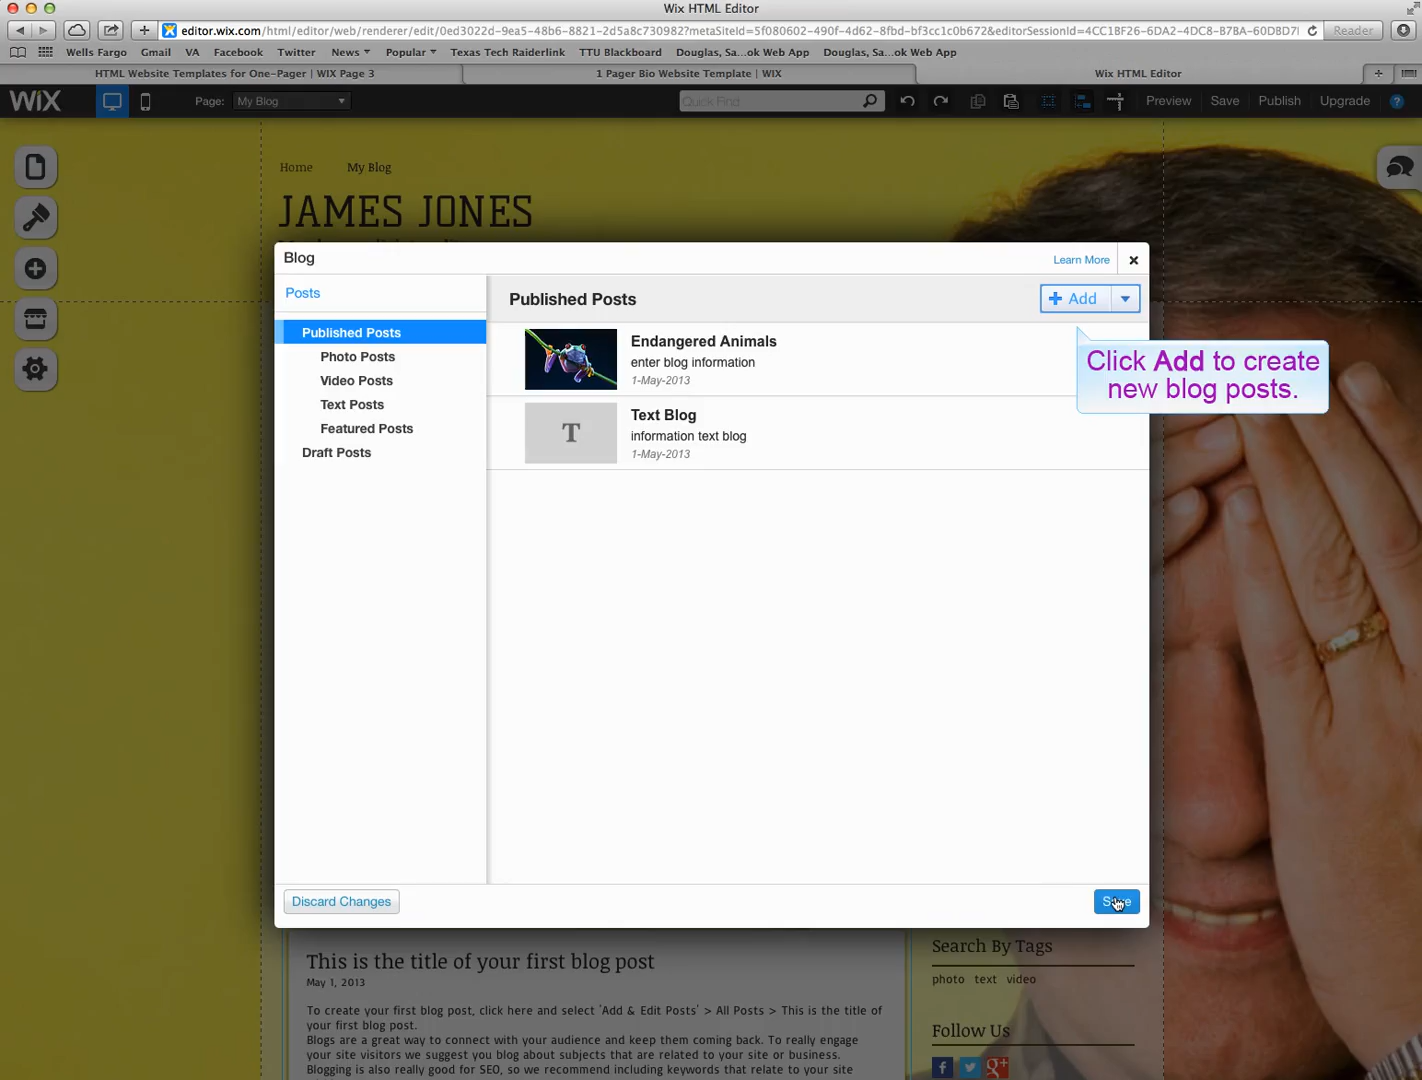 Wix HTML Editor
editor.wix.com/html/editor/web/renderer/edit/0ed3022d-9ea5-48b6-8821-2d5a8c730982?metaSiteId=5f080602-490f-4d62-8fbd-bf3cc1c0b672&editorSessionId=4CC1BF26-6DA2-4DC8-B7BA-60DBD7
Reader
Wells Fargo Gmail VA Facebook Twitter News Popular Texas Tech Raiderlink TTU Blackboard Douglas, Sa...ok Web App Douglas, Sa...ok Web App
HTML Website Templates for One-Pager | WIX Page 3 1 Pager Bio Website Template | WIX Wix HTML Editor
WiX Page: My Blog Quick Find Preview Save Publish Upgrade ?
Home My Blog
JAMES JONES
Blog Learn More
Posts
Published Posts
Photo Posts
Video Posts
Text Posts
Featured Posts
Draft Posts
Published Posts
Add
Endangered Animals
enter blog information
1-May-2013
T
Text Blog
information text blog
1-May-2013
Click Add to create
new blog posts.
Discard Changes
Save
This is the title of your first blog post
May 1, 2013
To create your first blog post, click here and select 'Add & Edit Posts' > All Posts > This is the title of
your first blog post.
Blogs are a great way to connect with your audience and keep them coming back. To really engage
your site visitors we suggest you blog about subjects that are related to your site or business.
Blogging is also really good for SEO, so we recommend including keywords that relate to your site
Search By Tags
photo text video
Follow Us